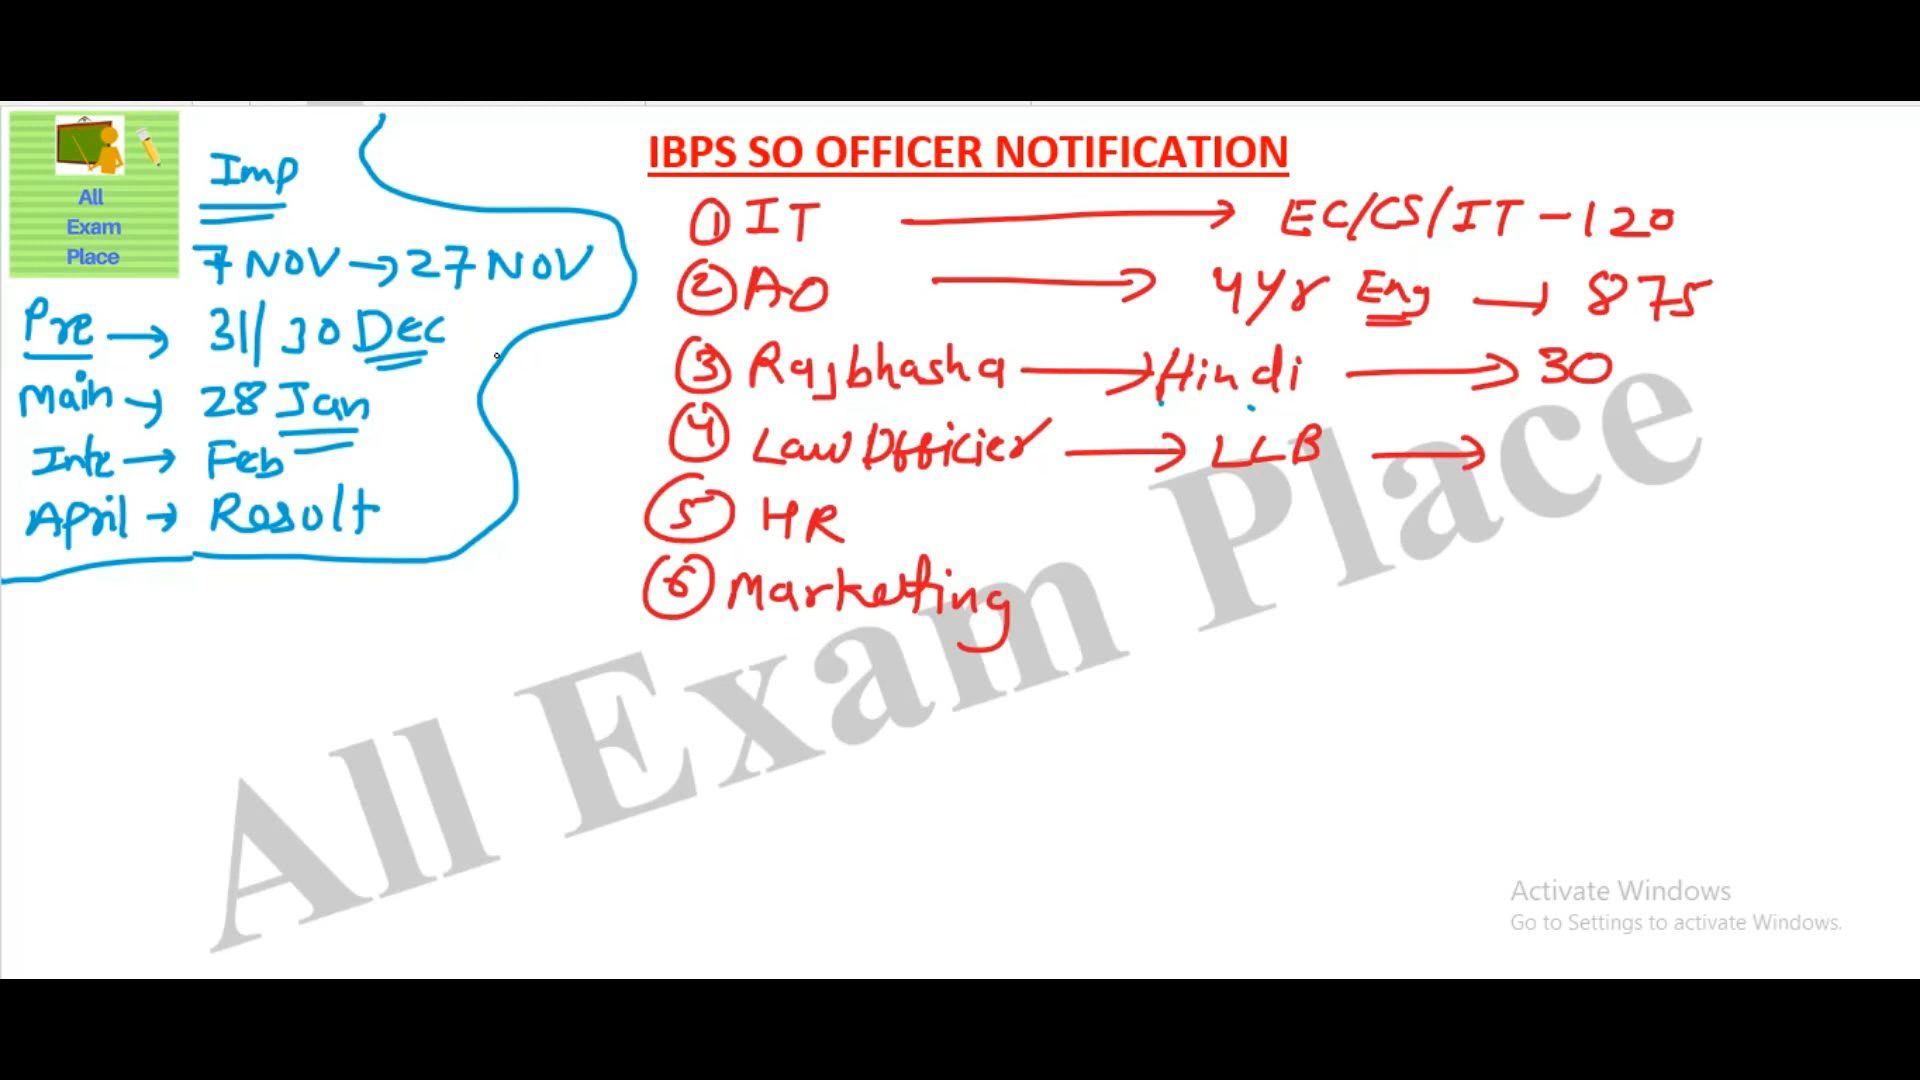 All
Exam
Place
Imp
7 NOV → 27 NOV
Pre → 31/30 Dec
Main → 28 Jan
Inte → Feb
April → Result
IBPS SO OFFICER NOTIFICATION
① IT → EC/CS/IT - 120
② AO → 4 Yr Eng → 875
③ Rajbhasha → Hindi → 30
④ Law Officier → LLB →
⑤ HR
⑥ Marketing
All Exam Place
Activate Windows
Go to Settings to activate Windows.